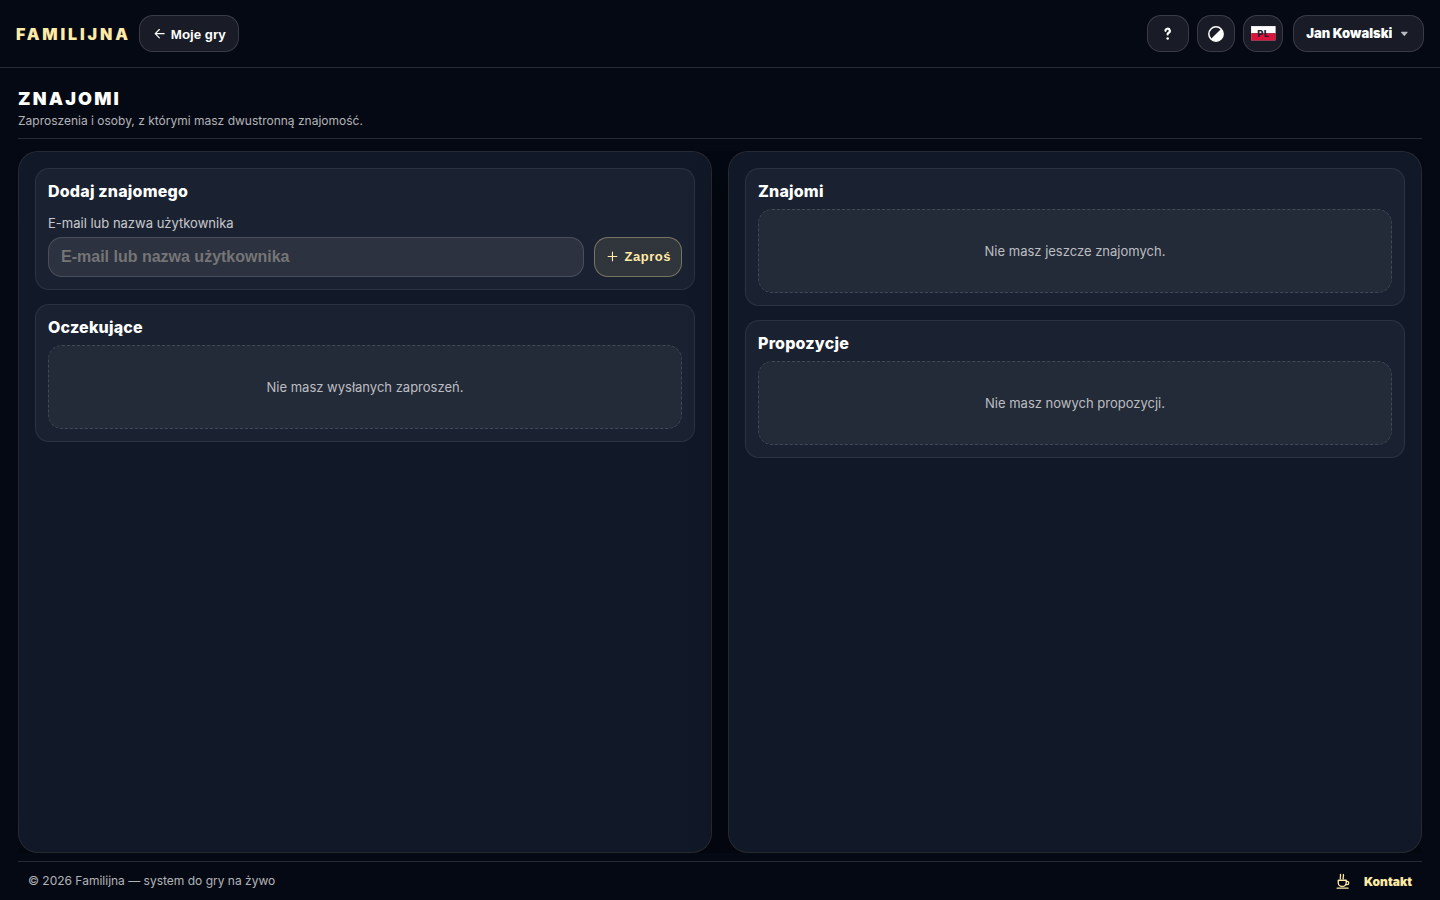 FAMILIJNA
← Moje gry
?
PL
Jan Kowalski
ZNAJOMI
Zaproszenia i osoby, z którymi masz dwustronną znajomość.
Dodaj znajomego
E-mail lub nazwa użytkownika
E-mail lub nazwa użytkownika
+ Zaproś
Oczekujące
Nie masz wysłanych zaproszeń.
Znajomi
Nie masz jeszcze znajomych.
Propozycje
Nie masz nowych propozycji.
© 2026 Familijna — system do gry na żywo
Kontakt